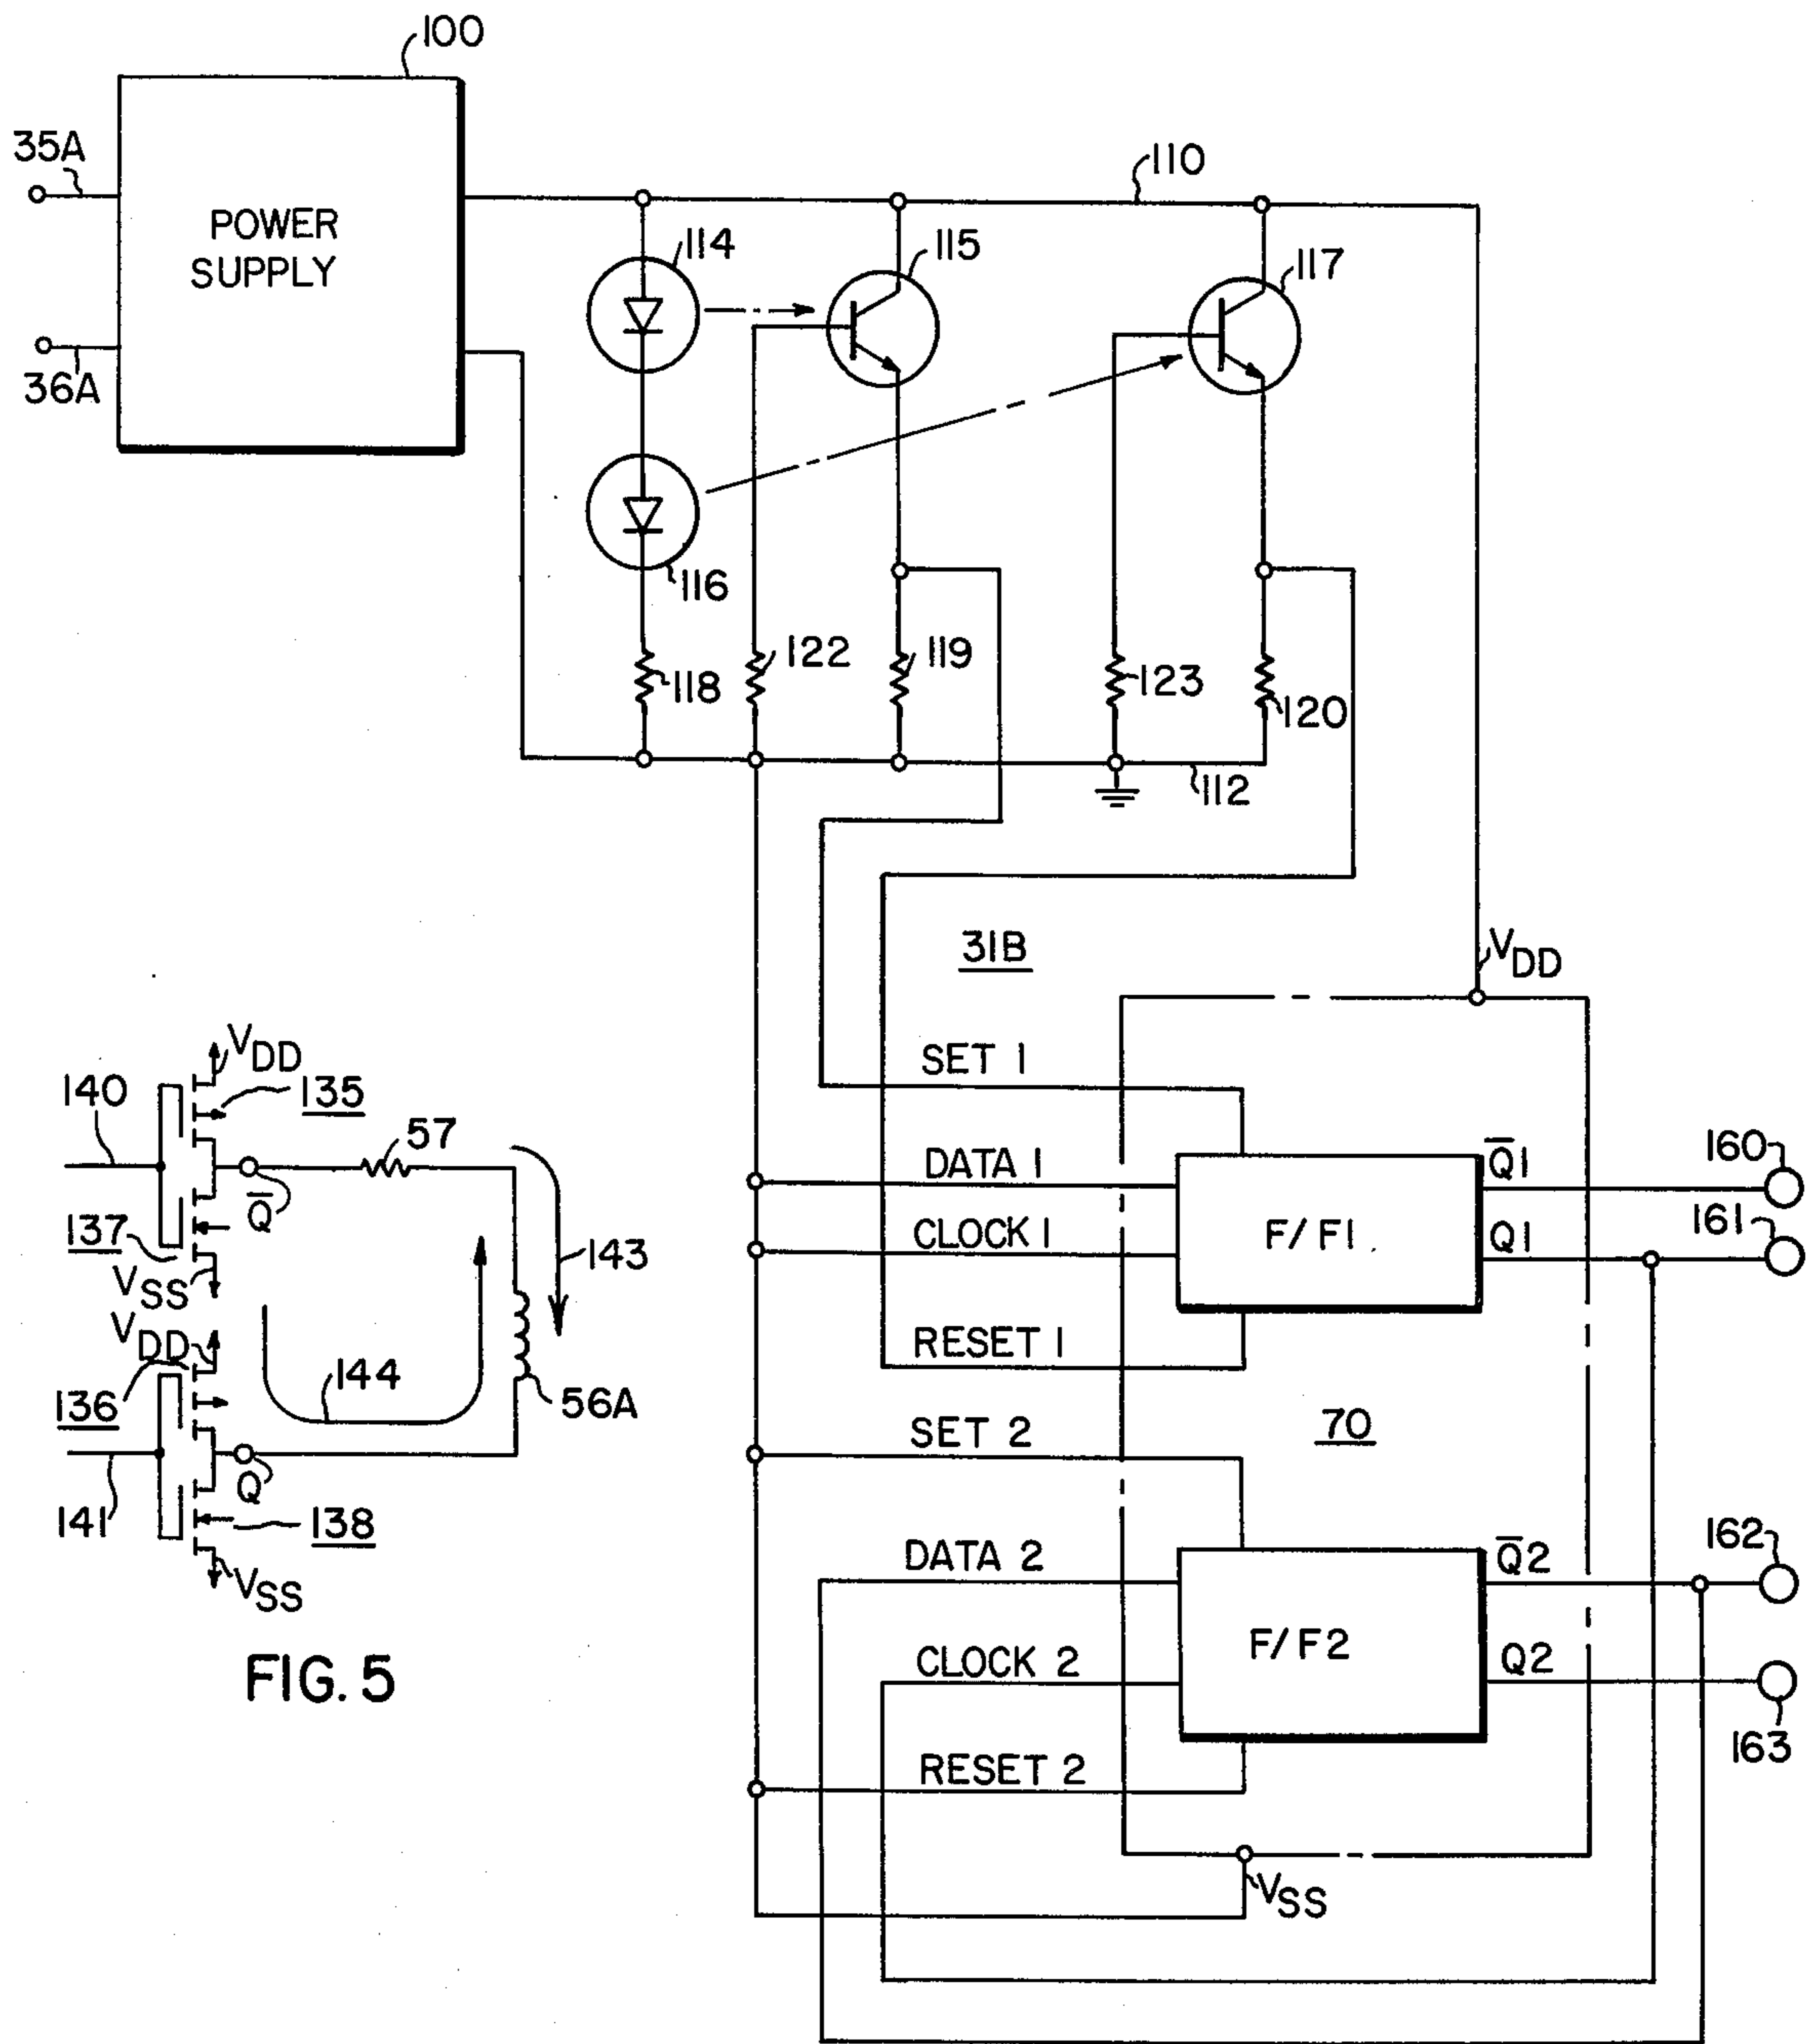 100
35A
POWER
SUPPLY
36A
110
114
115
117
116
118
122
119
123
120
112
31B
VDD
SET 1
DATA 1
CLOCK 1
RESET 1
F/F1
Q̅1
Q1
160
161
70
SET 2
DATA 2
CLOCK 2
RESET 2
F/F2
Q̅2
Q2
162
163
VSS
VDD
140
135
57
Q̅
137
VSS
143
VDD
136
144
56A
Q
141
138
VSS
FIG. 5